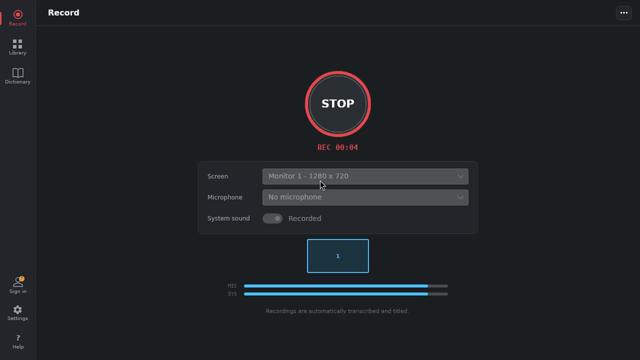 Record
Record
Library
Dictionary
STOP
REC 00:04
Screen
Monitor 1 - 1280 x 720
Microphone
No microphone
System sound
Recorded
1
MIC
SYS
Recordings are automatically transcribed and titled.
Sign in
Settings
?
Help